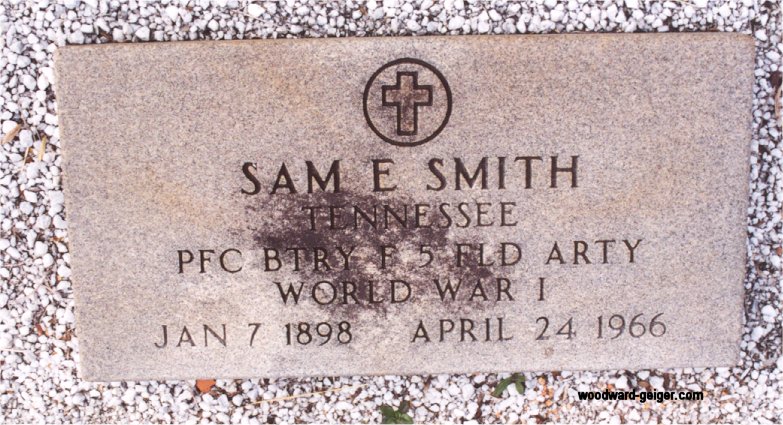 SAM E SMITH
TENNESSEE
PFC BTRY F 5 FLD ARTY
WORLD WAR I
JAN 7 1898 APRIL 24 1966
woodward-geiger.com